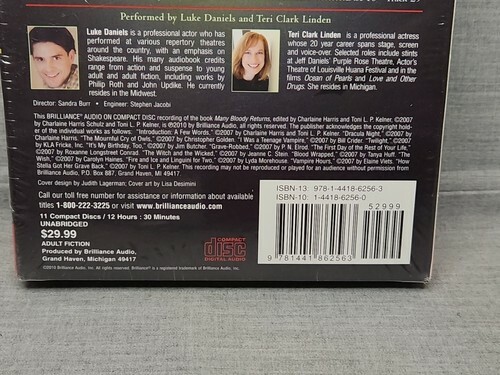 Performed by Luke Daniels and Teri Clark Linden
Luke Daniels is a professional actor who has
performed at various repertory theatres
around the country, with an emphasis on
Shakespeare. His many audiobook credits
range from action and suspense to young
adult and adult fiction, including works by
Philip Roth and John Updike. He currently
resides in the Midwest.
Teri Clark Linden is a professional actress
whose 20 year career spans stage, screen
and voice-over. Selected roles include stints
at Jeff Daniels' Purple Rose Theatre, Actor's
Theatre of Louisville Huana Festival and in the
films Ocean of Pearls and Love and Other
Drugs. She resides in Michigan.
Director: Sandra Burr • Engineer: Stephen Jacobi
This BRILLIANCE AUDIO ON COMPACT DISC recording of the book Many Bloody Returns, edited by Charlaine Harris and Toni L. P. Kelner, ©2007
by Charlaine Harris Schulz and Toni L. P. Kelner, is ℗2010 by Brilliance Audio, all rights reserved. The publisher acknowledges the copyright hold-
er of the individual works as follows: "Introduction: A Few Words," ©2007 by Charlaine Harris and Toni L.P. Kelner. "Dracula Night," ©2007 by
Charlaine Harris. "The Mournful Cry of Owls," ©2007 by Christopher Golden. "I Was a Teenage Vampire," ©2007 by Bill Crider. "Twilight," ©2007
by KLA Fricke, Inc. "It's My Birthday, Too," ©2007 by Jim Butcher. "Grave-Robbed," ©2007 by P. N. Elrod. "The First Day of the Rest of Your Life,"
©2007 by Roxanne Longstreet Conrad. "The Witch and the Wicked," ©2007 by Jeanne C. Stein. "Blood Wrapped," ©2007 by Tanya Huff. "The
Wish," ©2007 by Carolyn Haines. "Fire and Ice and Linguini for Two," ©2007 by Lyda Morehouse. "Vampire Hours," ©2007 by Elaine Viets. "How
Stella Got Her Grave Back," ©2007 by Toni L. P. Kelner. This recording may not be reproduced or played for an audience without permission from
Brilliance Audio, P.O. Box 887, Grand Haven, MI 49417
Cover design by Judith Lagerman; Cover art by Lisa Desimini
Call our toll free number for assistance or information about available
titles 1-800-222-3225 or visit www.brillianceaudio.com
11 Compact Discs / 12 Hours : 30 Minutes
UNABRIDGED
$29.99
ADULT FICTION
Produced by Brilliance Audio,
Grand Haven, Michigan 49417
©2010 Brilliance Audio, Inc. All rights reserved. Brilliance® is a registered trademark of Brilliance Audio, Inc.
COMPACT
disc
DIGITAL AUDIO
ISBN-13: 978-1-4418-6256-3
ISBN-10: 1-4418-6256-0
52999
9 781441 862563